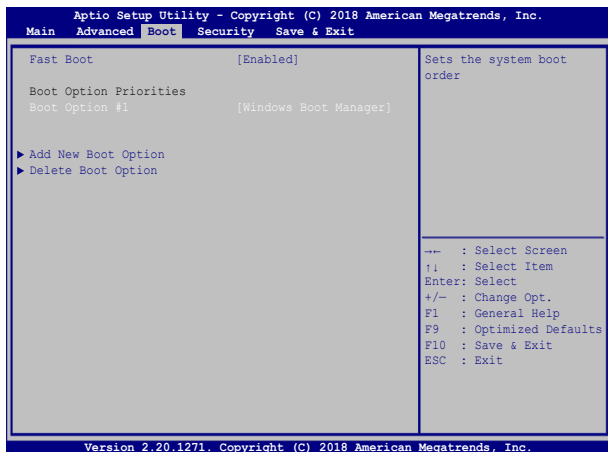 Aptio Setup Utility - Copyright (C) 2018 American Megatrends, Inc.
Main Advanced Boot Security Save & Exit
Fast Boot [Enabled]
Boot Option Priorities
Boot Option #1 [Windows Boot Manager]
▶ Add New Boot Option
▶ Delete Boot Option
Sets the system boot
order
→← : Select Screen
↑↓ : Select Item
Enter: Select
+/— : Change Opt.
F1 : General Help
F9 : Optimized Defaults
F10 : Save & Exit
ESC : Exit
Version 2.20.1271. Copyright (C) 2018 American Megatrends, Inc.